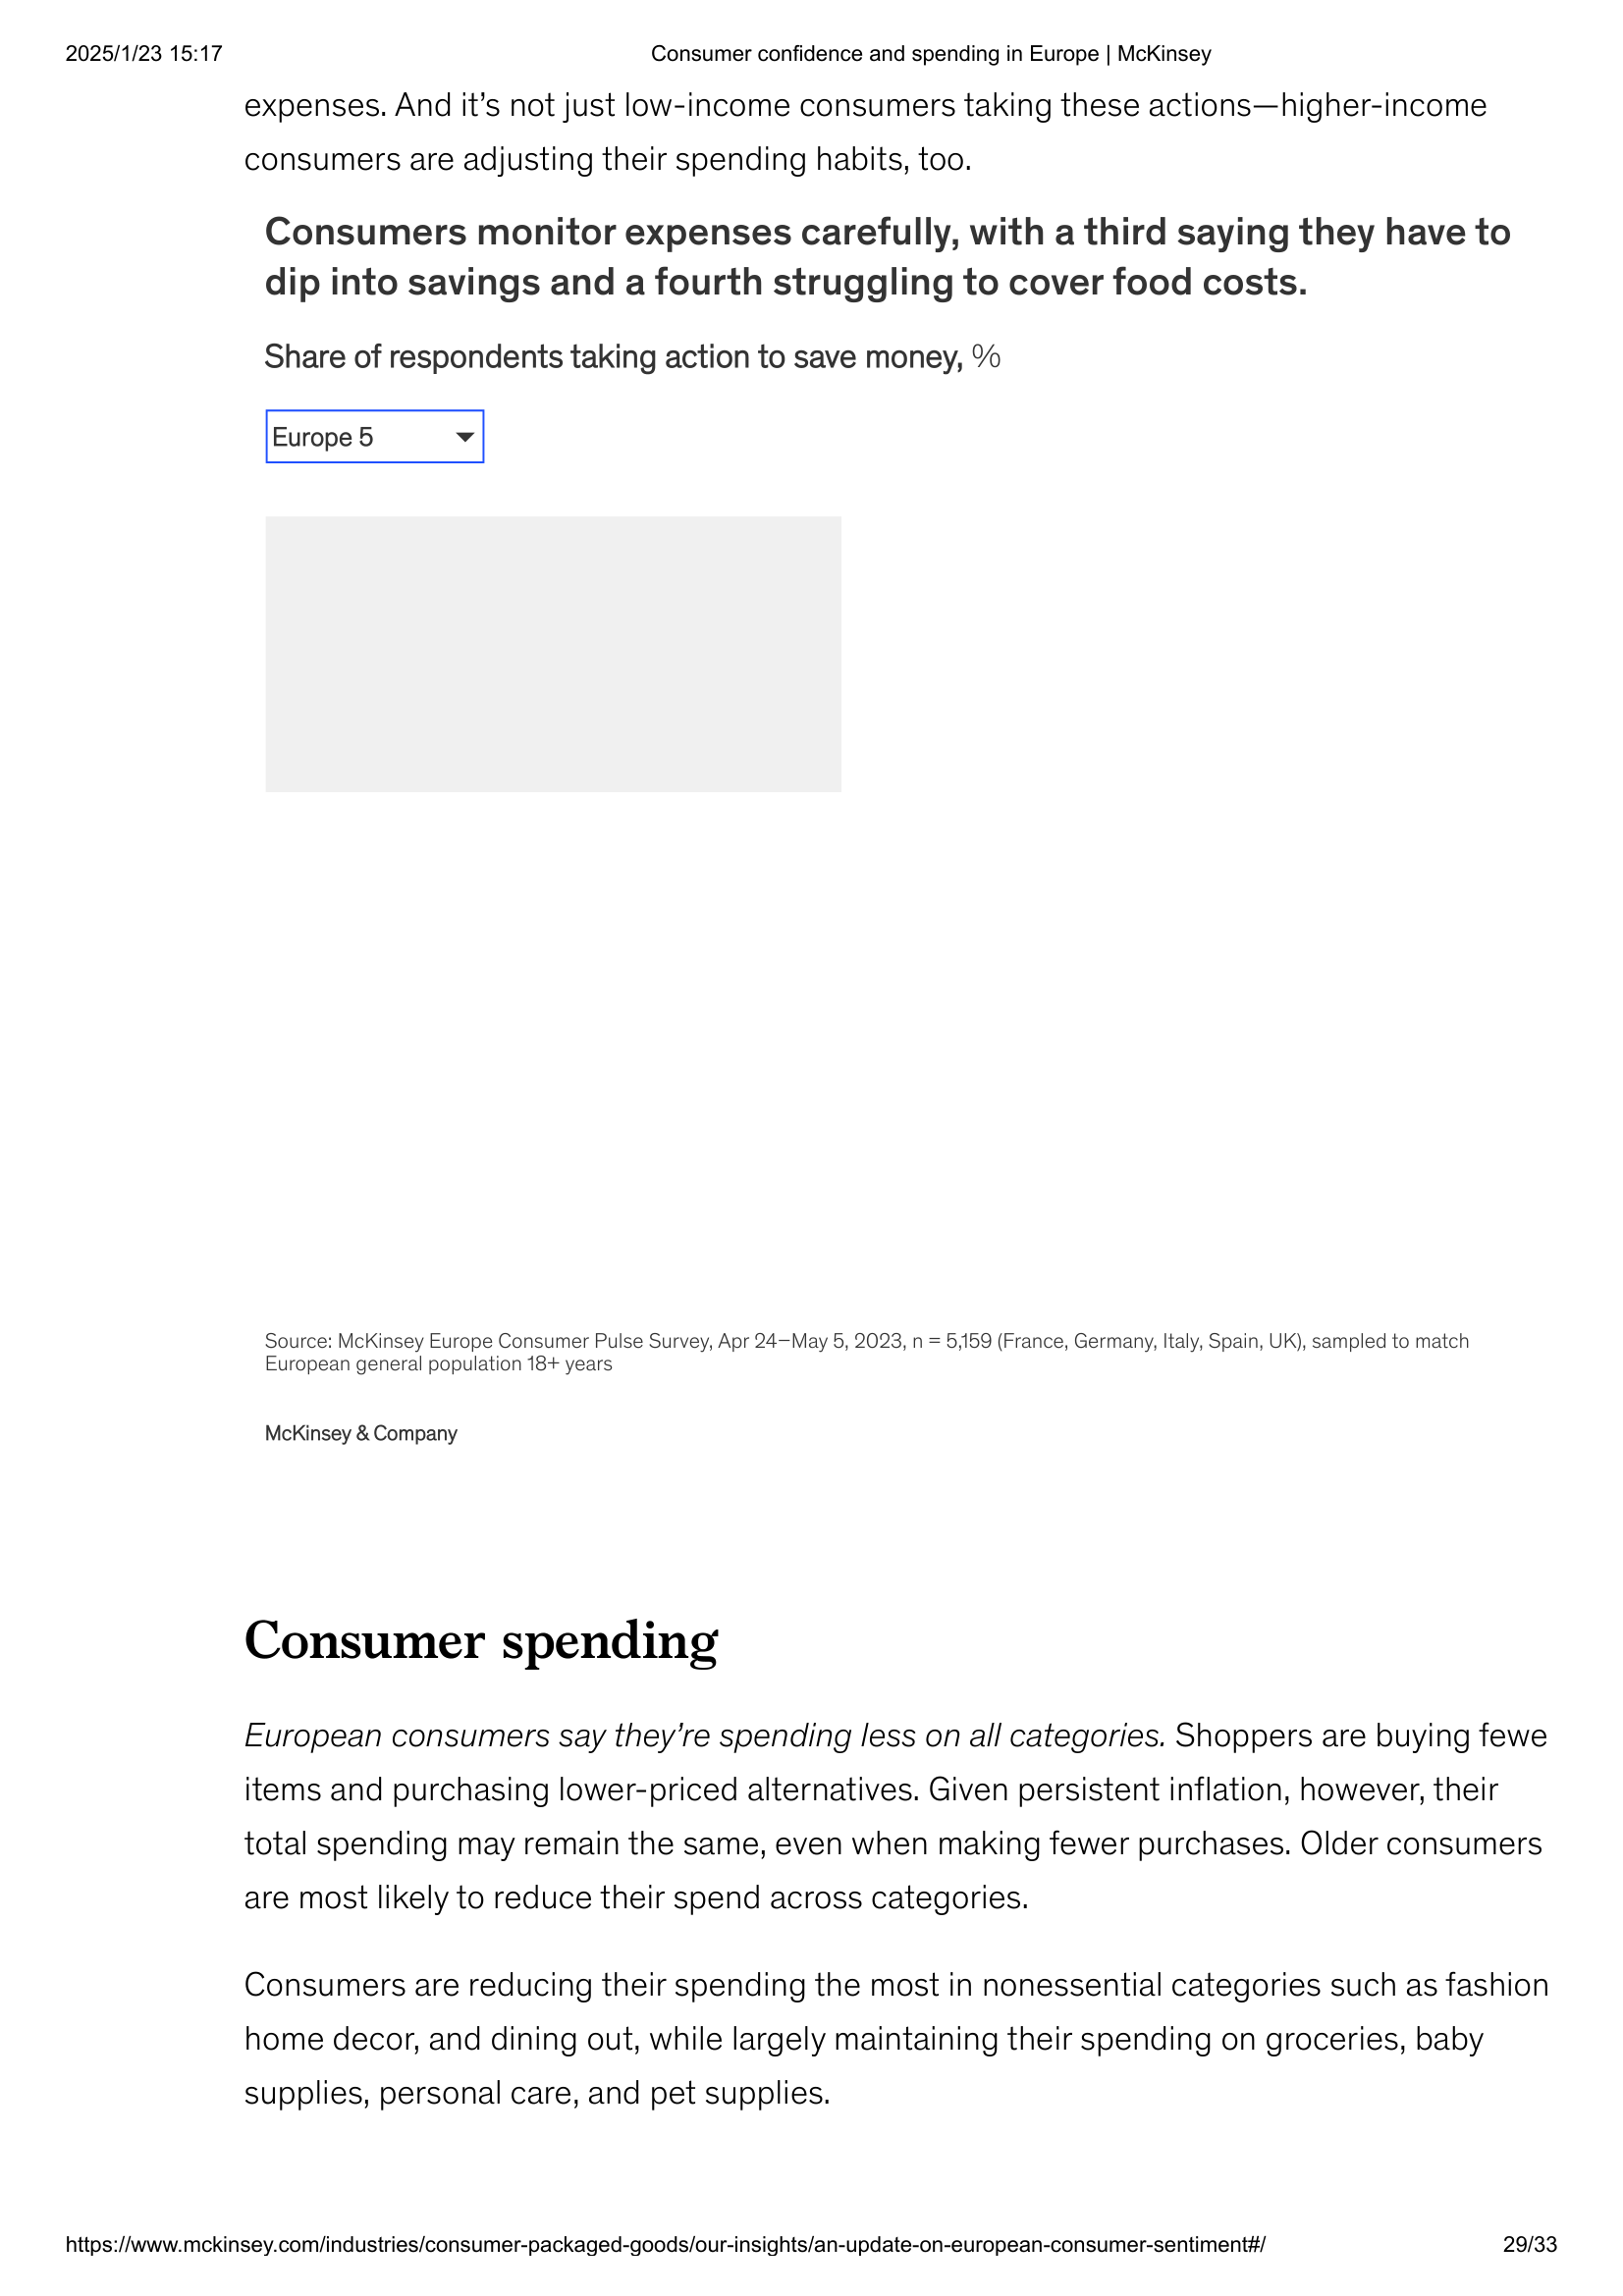 2025/1/23 15:17
Consumer confidence and spending in Europe | McKinsey
expenses. And it’s not just low-income consumers taking these actions—higher-income
consumers are adjusting their spending habits, too.
Consumers monitor expenses carefully, with a third saying they have to
dip into savings and a fourth struggling to cover food costs.
Share of respondents taking action to save money, %
Europe 5
Source: McKinsey Europe Consumer Pulse Survey, Apr 24–May 5, 2023, n = 5,159 (France, Germany, Italy, Spain, UK), sampled to match
European general population 18+ years
McKinsey & Company
Consumer spending
European consumers say they’re spending less on all categories. Shoppers are buying fewe
items and purchasing lower-priced alternatives. Given persistent inflation, however, their
total spending may remain the same, even when making fewer purchases. Older consumers
are most likely to reduce their spend across categories.
Consumers are reducing their spending the most in nonessential categories such as fashion
home decor, and dining out, while largely maintaining their spending on groceries, baby
supplies, personal care, and pet supplies.
https://www.mckinsey.com/industries/consumer-packaged-goods/our-insights/an-update-on-european-consumer-sentiment#/
29/33